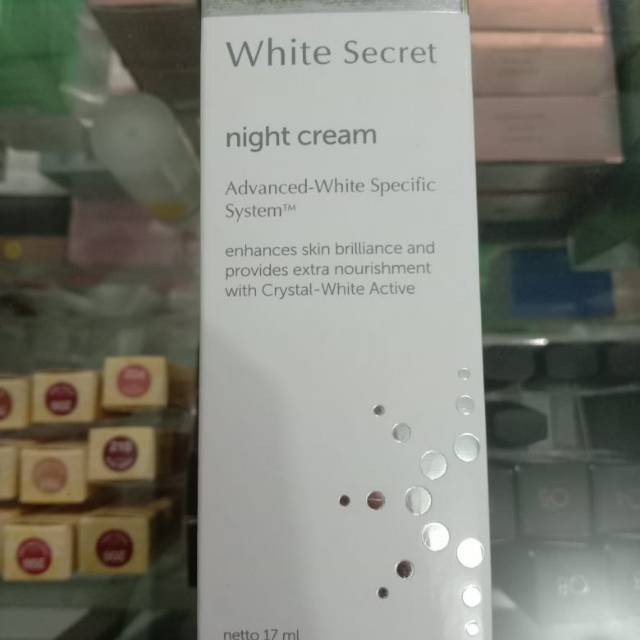 White Secret
night cream
Advanced-White Specific
System™
enhances skin brilliance and
provides extra nourishment
with Crystal-White Active
netto 17 ml